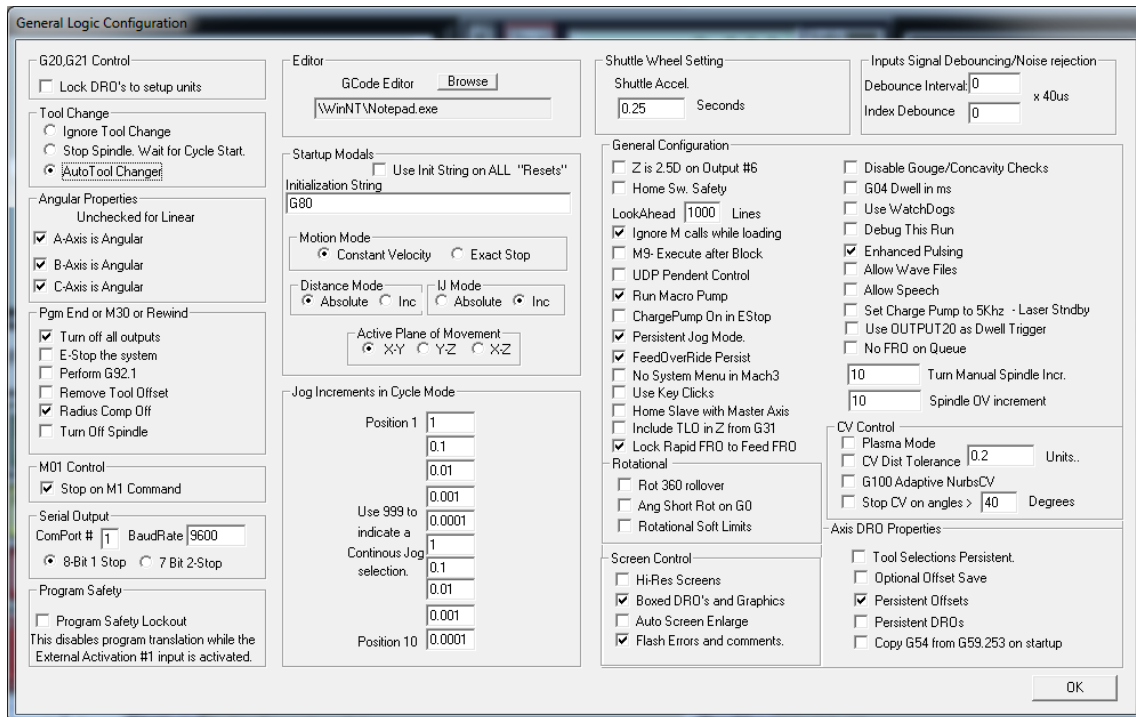 General Logic Configuration
G20,G21 Control
Lock DRO's to setup units
Tool Change
Ignore Tool Change
Stop Spindle. Wait for Cycle Start.
AutoTool Changer
Angular Properties
Unchecked for Linear
A-Axis is Angular
B-Axis is Angular
C-Axis is Angular
Pgm End or M30 or Rewind
Turn off all outputs
E-Stop the system
Perform G92.1
Remove Tool Offset
Radius Comp Off
Turn Off Spindle
M01 Control
Stop on M1 Command
Serial Output
ComPort # 1 BaudRate 9600
8-Bit 1 Stop 7 Bit 2-Stop
Program Safety
Program Safety Lockout
This disables program translation while the
External Activation #1 input is activated.
Editor
GCode Editor Browse
\WinNT\Notepad.exe
Startup Modals
Use Init String on ALL "Resets"
Initialization String
G80
Motion Mode
Constant Velocity Exact Stop
Distance Mode
Absolute Inc
IJ Mode
Absolute Inc
Active Plane of Movement
X-Y Y-Z X-Z
Jog Increments in Cycle Mode
Position 1 1
0.1
0.01
0.001
0.0001
1
0.1
0.01
0.001
Position 10 0.0001
Use 999 to
indicate a
Continous Jog
selection.
Shuttle Wheel Setting
Shuttle Accel.
0.25 Seconds
Inputs Signal Debouncing/Noise rejection
Debounce Interval: 0
x 40us
Index Debounce 0
General Configuration
Z is 2.5D on Output #6
Home Sw. Safety
LookAhead 1000 Lines
Ignore M calls while loading
M9- Execute after Block
UDP Pendent Control
Run Macro Pump
ChargePump On in EStop
Persistent Jog Mode.
FeedOverRide Persist
No System Menu in Mach3
Use Key Clicks
Home Slave with Master Axis
Include TLO in Z from G31
Lock Rapid FRO to Feed FRO
Disable Gouge/Concavity Checks
G04 Dwell in ms
Use WatchDogs
Debug This Run
Enhanced Pulsing
Allow Wave Files
Allow Speech
Set Charge Pump to 5Khz - Laser Stndby
Use OUTPUT20 as Dwell Trigger
No FRO on Queue
10 Turn Manual Spindle Incr.
10 Spindle OV increment
Rotational
Rot 360 rollover
Ang Short Rot on G0
Rotational Soft Limits
Screen Control
Hi-Res Screens
Boxed DRO's and Graphics
Auto Screen Enlarge
Flash Errors and comments.
CV Control
Plasma Mode
CV Dist Tolerance 0.2 Units..
G100 Adaptive NurbsCV
Stop CV on angles > 40 Degrees
Axis DRO Properties
Tool Selections Persistent.
Optional Offset Save
Persistent Offsets
Persistent DROs
Copy G54 from G59.253 on startup
OK